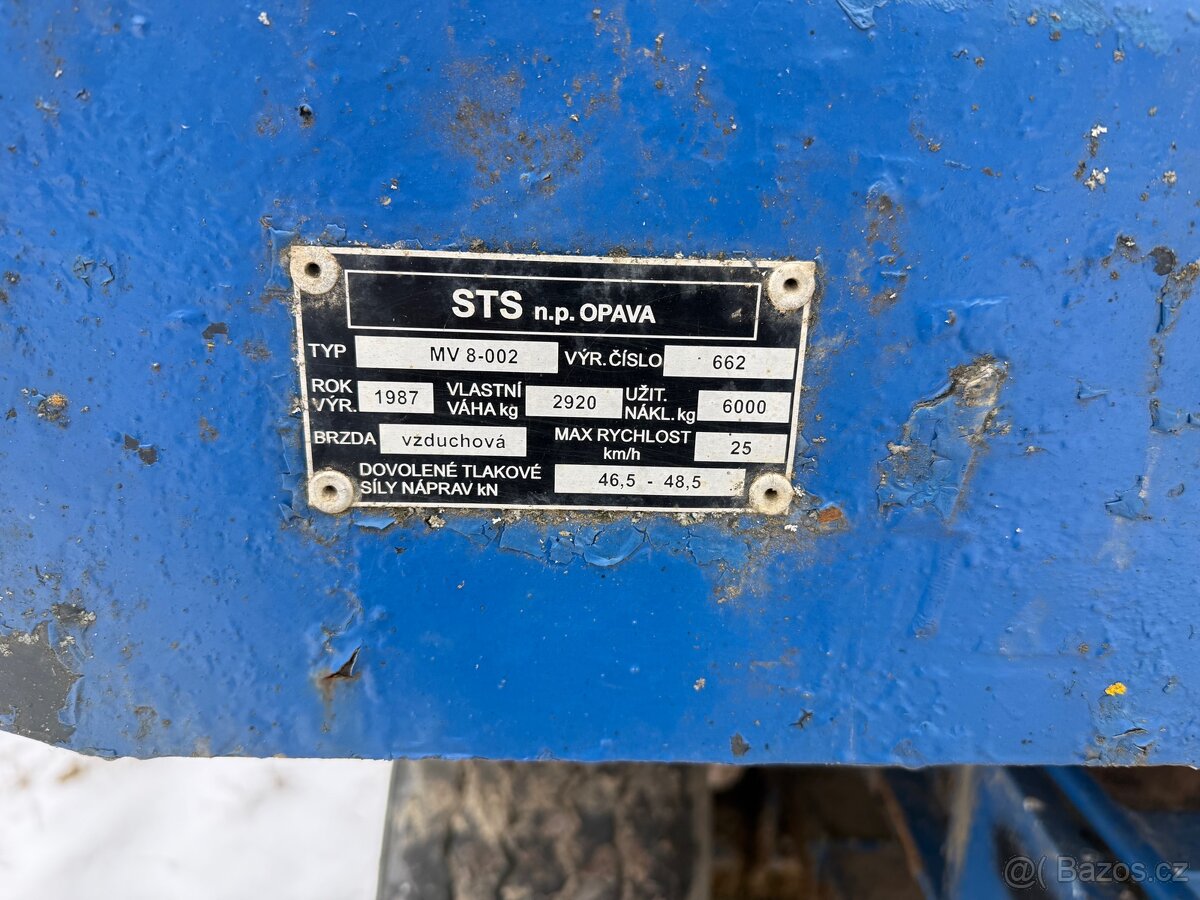 STS n.p. OPAVA
TYP MV 8-002 VÝR. ČÍSLO 662
ROK VÝR. 1987 VLASTNÍ VÁHA kg 2920 UŽIT. NÁKL. kg 6000
BRZDA vzduchová MAX RYCHLOST km/h 25
DOVOLENÉ TLAKOVÉ SÍLY NÁPRAV kN 46,5 - 48,5
Bazos.cz